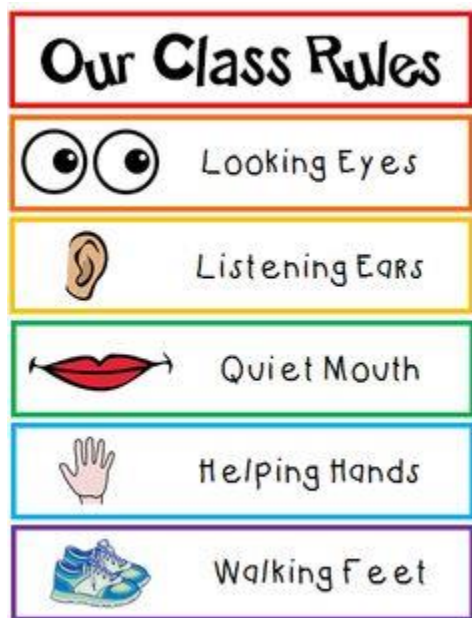 Our Class Rules
Looking Eyes
Listening Ears
Quiet Mouth
Helping Hands
Walking Feet